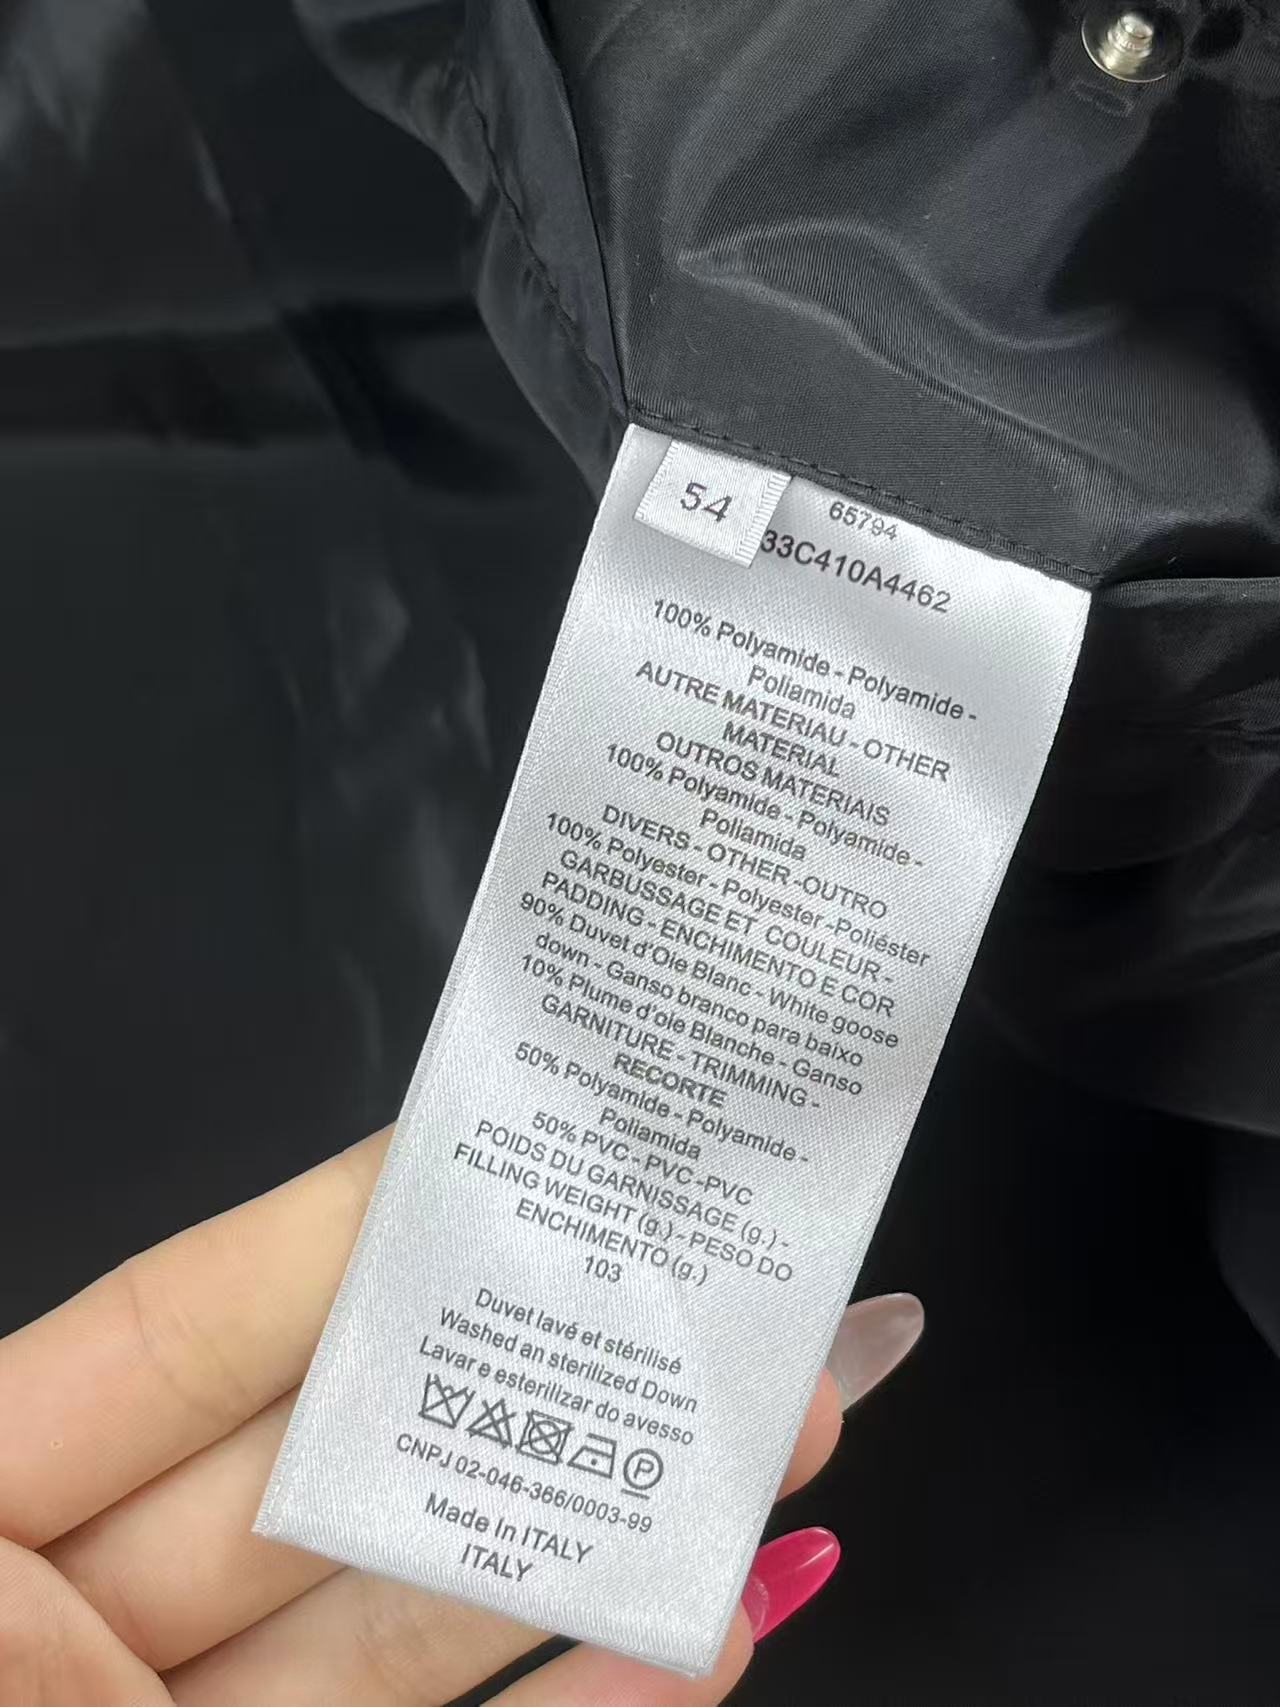 54
65794
33C410A4462
100% Polyamide - Polyamide -
Poliamida
AUTRE MATERIAU - OTHER
MATERIAL
OUTROS MATERIAIS
100% Polyamide - Polyamide -
Poliamida
DIVERS - OTHER -OUTRO
100% Polyester - Polyester -Poliéster
GARBUSSAGE ET COULEUR -
PADDING - ENCHIMENTO E COR
90% Duvet d'Oie Blanc - White goose
down - Ganso branco para baixo
10% Plume d'oie Blanche - Ganso
GARNITURE - TRIMMING -
RECORTE
50% Polyamide - Polyamide -
Poliamida
50% PVC - PVC -PVC
POIDS DU GARNISSAGE (g.) -
FILLING WEIGHT (g.) - PESO DO
ENCHIMENTO (g.)
103
Duvet lavé et stérilisé
Washed an sterilized Down
Lavar e esterilizar do avesso
P
CNPJ 02-046-366/0003-99
Made In ITALY
ITALY